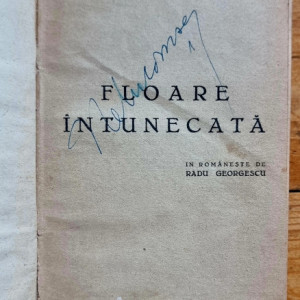 FLOARE
ÎNTUNECATĂ
IN ROMÂNEȘTE DE
RADU GEORGESCU